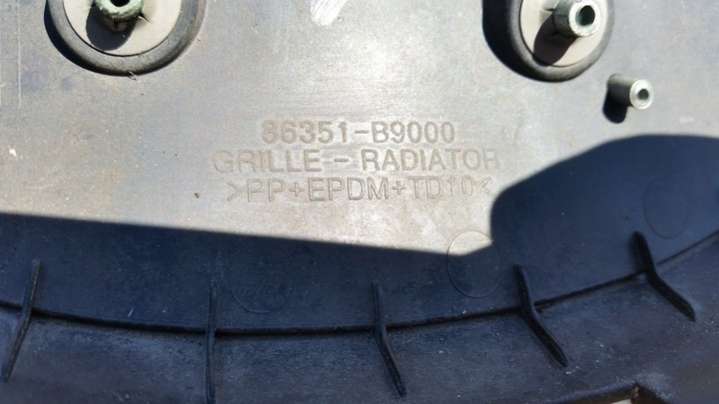 86351-B9000
GRILLE - RADIATOR
>PP+EPDM+TD10<